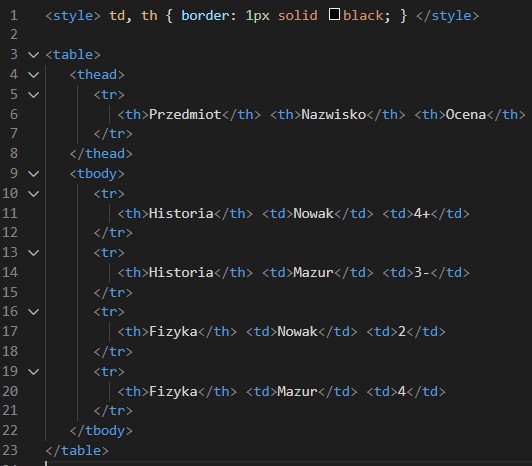 1 <style> td, th { border: 1px solid black; } </style>
2
3 <table>
4 <thead>
5 <tr>
6 <th>Przedmiot</th> <th>Nazwisko</th> <th>Ocena</th>
7 </tr>
8 </thead>
9 <tbody>
10 <tr>
11 <th>Historia</th> <td>Nowak</td> <td>4+</td>
12 </tr>
13 <tr>
14 <th>Historia</th> <td>Mazur</td> <td>3-</td>
15 </tr>
16 <tr>
17 <th>Fizyka</th> <td>Nowak</td> <td>2</td>
18 </tr>
19 <tr>
20 <th>Fizyka</th> <td>Mazur</td> <td>4</td>
21 </tr>
22 </tbody>
23 </table>